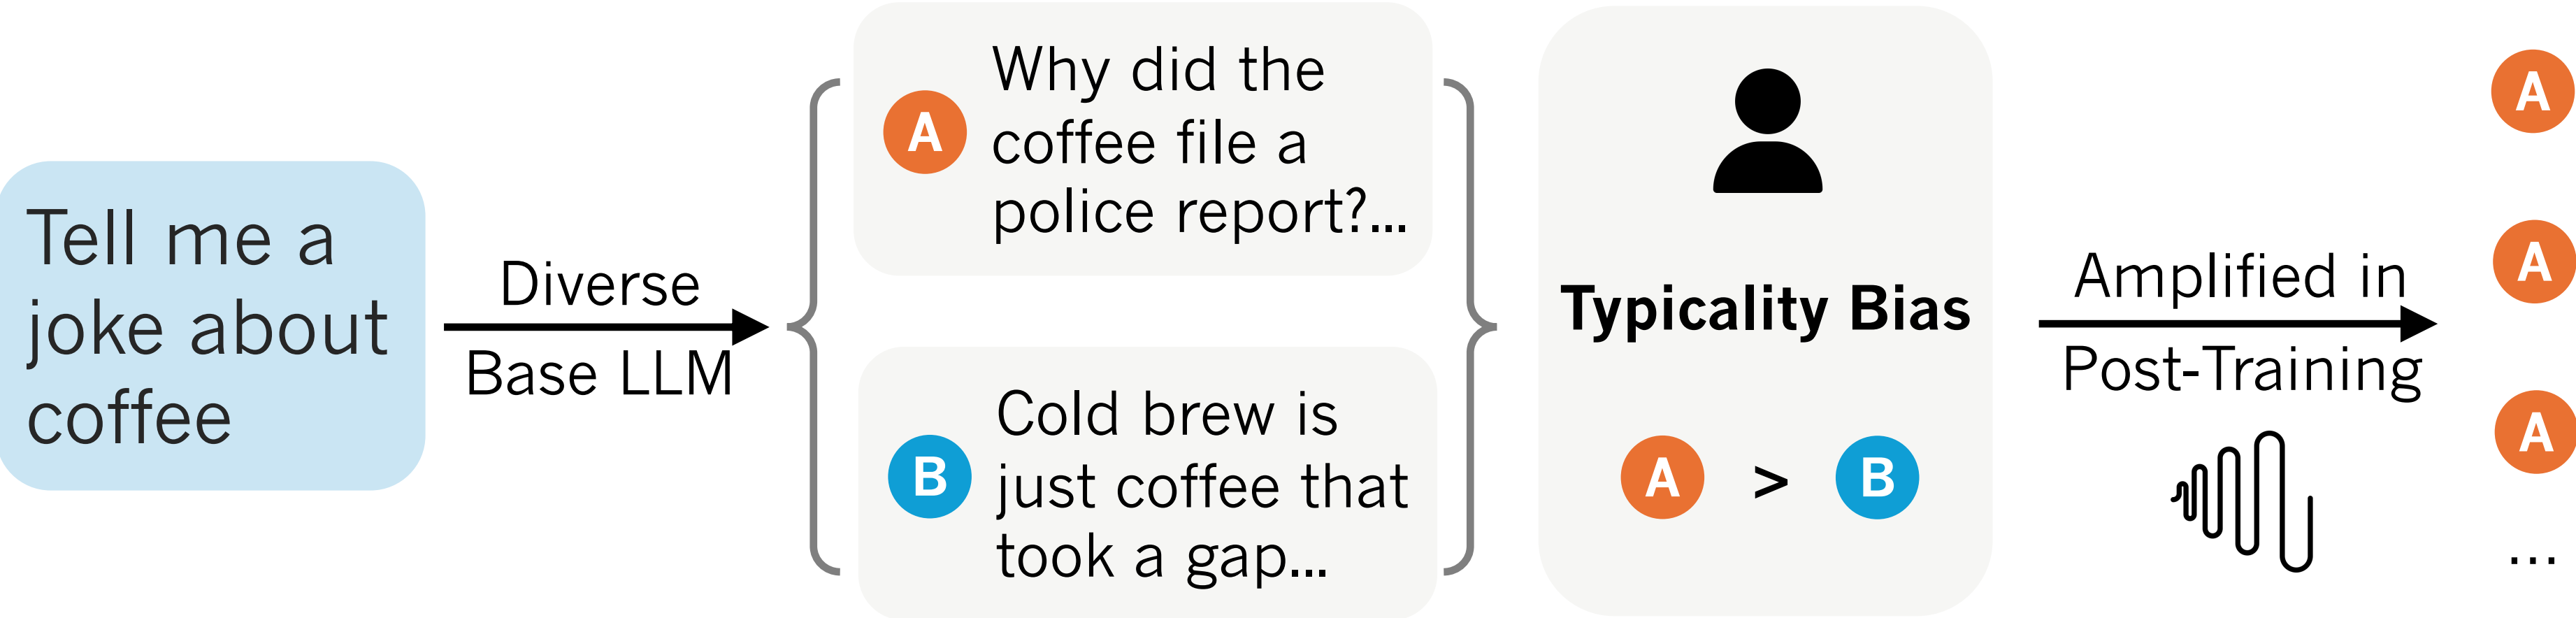 Tell me a
joke about
coffee
Diverse
Base LLM
A
Why did the
coffee file a
police report?...
B
Cold brew is
just coffee that
took a gap...
Typicality Bias
A > B
Amplified in
Post-Training
A
A
A
...